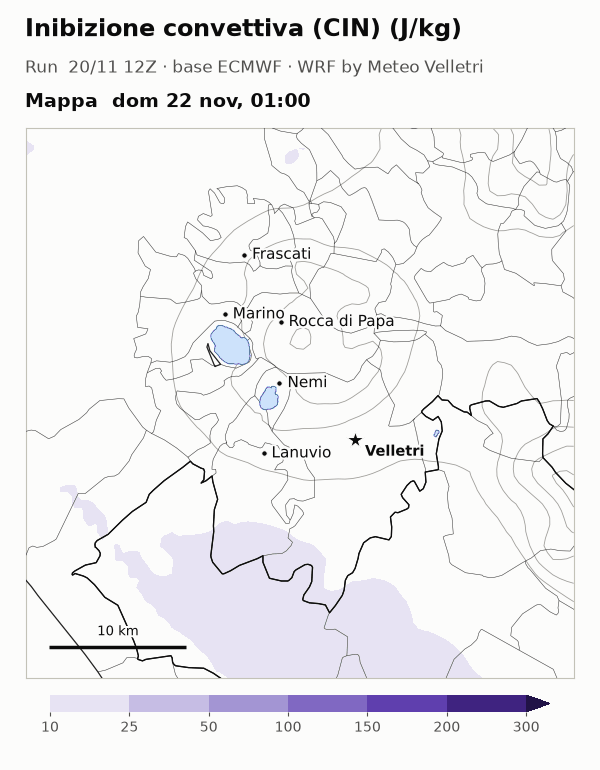 Inibizione convettiva (CIN) (J/kg)
Run  20/11 12Z · base ECMWF · WRF by Meteo Velletri
Mappa  dom 22 nov, 01:00
Frascati
Marino
Rocca di Papa
Nemi
Velletri
Lanuvio
10 km
10 25 50 100 150 200 300